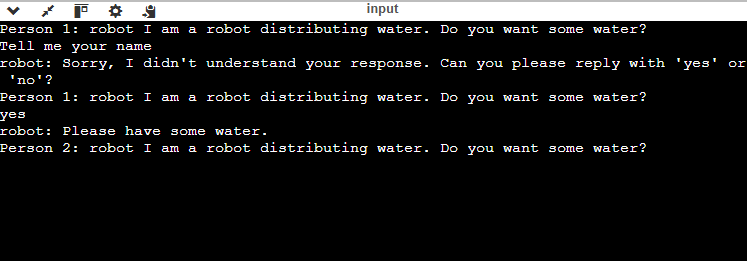 input
Person 1: robot I am a robot distributing water. Do you want some water?
Tell me your name
robot: Sorry, I didn't understand your response. Can you please reply with 'yes' or
'no'?
Person 1: robot I am a robot distributing water. Do you want some water?
yes
robot: Please have some water.
Person 2: robot I am a robot distributing water. Do you want some water?